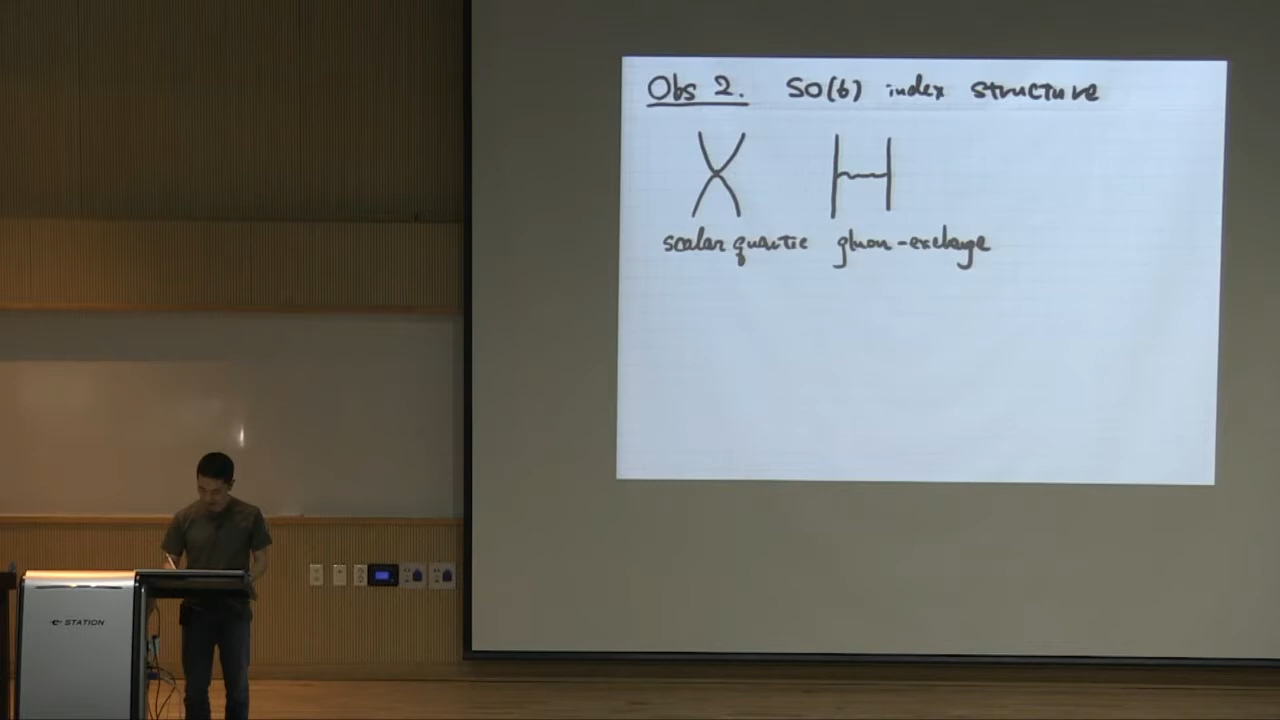 Obs 2. SO(6) index structure
scalar quartic gluon-exchange
e-STATION